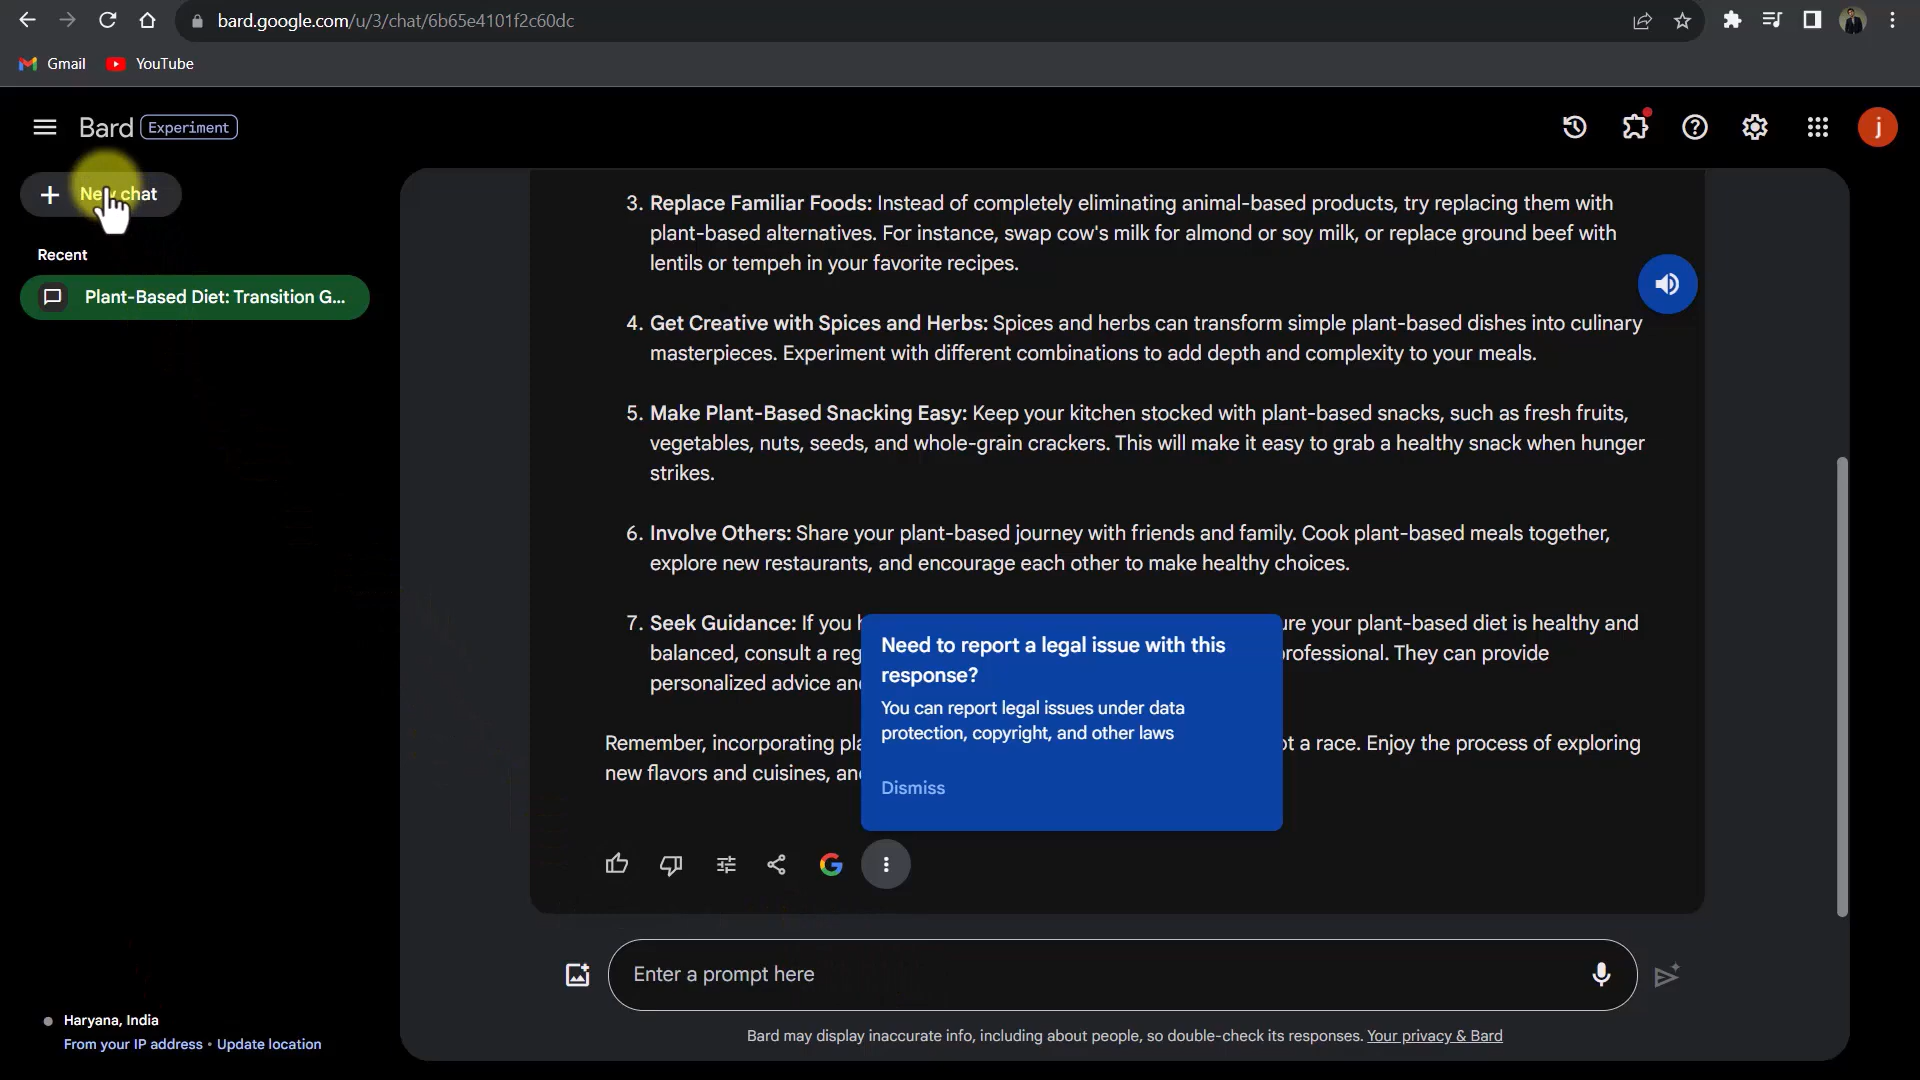 bard.google.com/u/3/chat/6b65e4101f2c60dc
Gmail YouTube
Bard Experiment
j
New chat
Recent
Plant-Based Diet: Transition G...
3. Replace Familiar Foods: Instead of completely eliminating animal-based products, try replacing them with
plant-based alternatives. For instance, swap cow's milk for almond or soy milk, or replace ground beef with
lentils or tempeh in your favorite recipes.
4. Get Creative with Spices and Herbs: Spices and herbs can transform simple plant-based dishes into culinary
masterpieces. Experiment with different combinations to add depth and complexity to your meals.
5. Make Plant-Based Snacking Easy: Keep your kitchen stocked with plant-based snacks, such as fresh fruits,
vegetables, nuts, seeds, and whole-grain crackers. This will make it easy to grab a healthy snack when hunger
strikes.
6. Involve Others: Share your plant-based journey with friends and family. Cook plant-based meals together,
explore new restaurants, and encourage each other to make healthy choices.
7. Seek Guidance: If you your plant-based diet is healthy and
balanced, consult a They can provide
personalized advice
Remember, incorporating a race. Enjoy the process of exploring
new flavors and cuisines,
Need to report a legal issue with this
response?
You can report legal issues under data
protection, copyright, and other laws
Dismiss
Enter a prompt here
Bard may display inaccurate info, including about people, so double-check its responses. Your privacy & Bard
Haryana, India
From your IP address • Update location